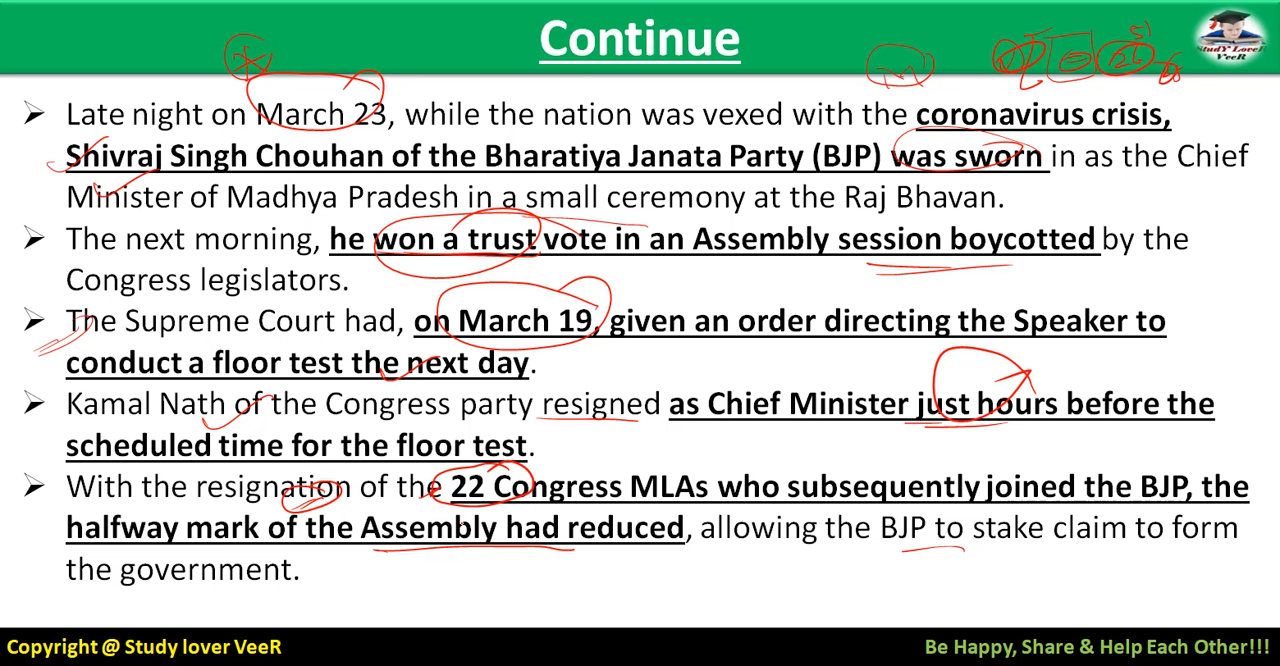 Continue
StudY LoveR
VeeR
➢ Late night on March 23, while the nation was vexed with the coronavirus crisis,
Shivraj Singh Chouhan of the Bharatiya Janata Party (BJP) was sworn in as the Chief
Minister of Madhya Pradesh in a small ceremony at the Raj Bhavan.
➢ The next morning, he won a trust vote in an Assembly session boycotted by the
Congress legislators.
➢ The Supreme Court had, on March 19, given an order directing the Speaker to
conduct a floor test the next day.
➢ Kamal Nath of the Congress party resigned as Chief Minister just hours before the
scheduled time for the floor test.
➢ With the resignation of the 22 Congress MLAs who subsequently joined the BJP, the
halfway mark of the Assembly had reduced, allowing the BJP to stake claim to form
the government.
Copyright @ Study lover VeeR
Be Happy, Share & Help Each Other!!!